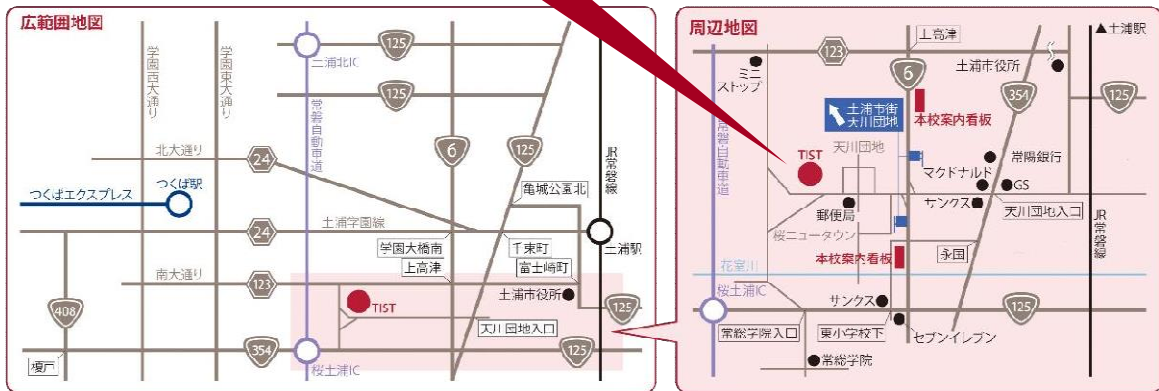 広範囲地図
125
土浦北IC
125
学園西大通り
学園東大通り
常磐自動車道
6
125
JR常磐線
北大通り
24
亀城公園北
つくばエクスプレス
つくば駅
土浦学園線
24
学園大橋南
千束町
土浦駅
南大通り
123
上高津
富士崎町
土浦市役所
TIST
408
天川団地入口
125
354
125
榎戸
桜土浦IC
周辺地図
▲土浦駅
上高津
123
ミニ
ストップ
6
土浦市役所
354
125
土浦市街
天川団地
本校案内看板
常磐自動車道
天川団地
TIST
常陽銀行
マクドナルド
GS
郵便局
サンクス
天川団地入口
桜ニュータウン
JR常磐線
永国
本校案内看板
花室川
桜土浦IC
サンクス
125
常総学院入口
東小学校下
セブンイレブン
常総学院